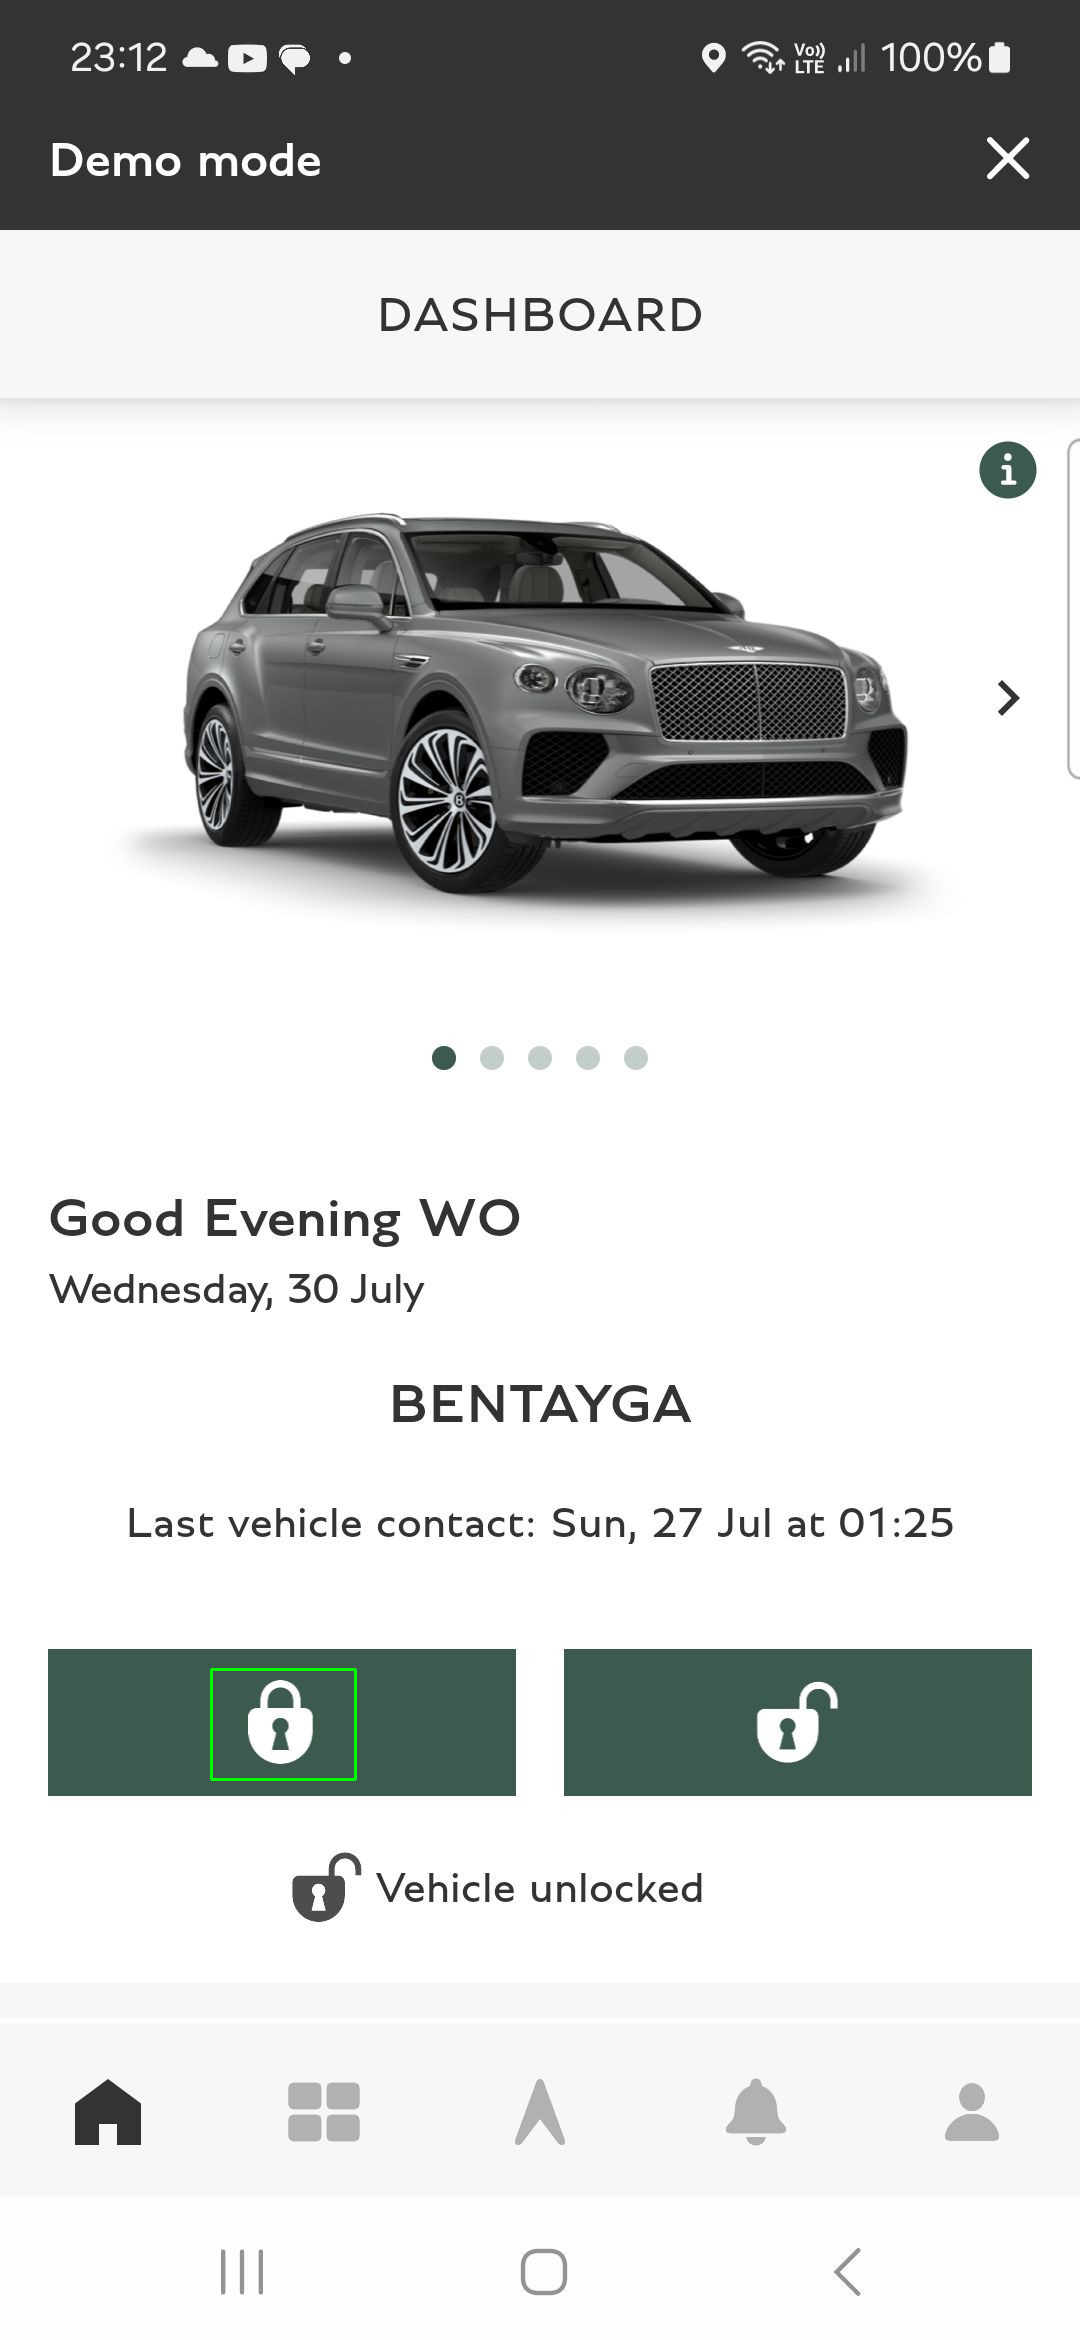 23:12
Vo)) LTE
100%
Demo mode
DASHBOARD
Good Evening WO
Wednesday, 30 July
BENTAYGA
Last vehicle contact: Sun, 27 Jul at 01:25
Vehicle unlocked